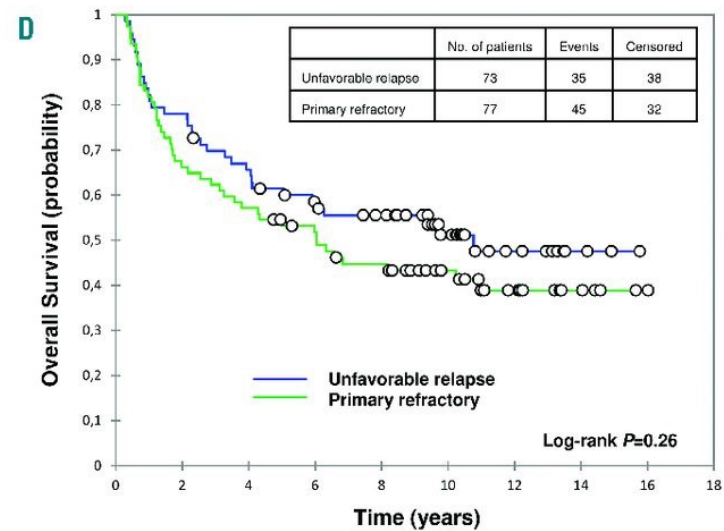 D
No. of patients Events Censored
Unfavorable relapse 73 35 38
Primary refractory 77 45 32
Overall Survival (probability)
1
0,9
0,8
0,7
0,6
0,5
0,4
0,3
0,2
0,1
0
Unfavorable relapse
Primary refractory
Log-rank P=0.26
0 2 4 6 8 10 12 14 16 18
Time (years)